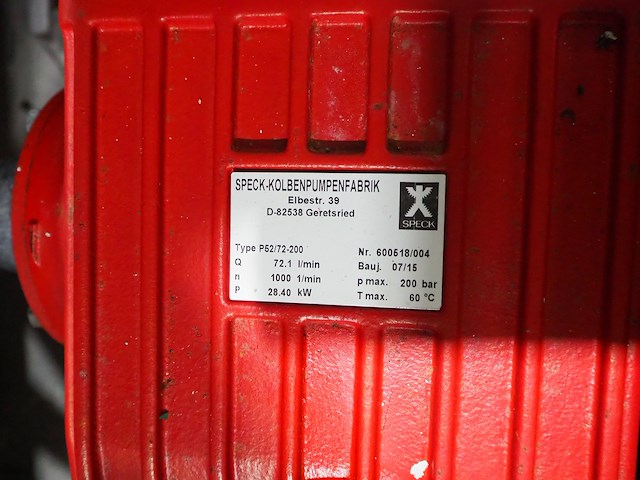 SPECK-KOLBENPUMPENFABRIK
Elbestr. 39
D-82538 Geretsried
SPECK
Type P52/72-200 Nr. 600518/004
Q 72.1 l/min Bauj. 07/15
n 1000 1/min p max. 200 bar
P 28.40 kW T max. 60 °C